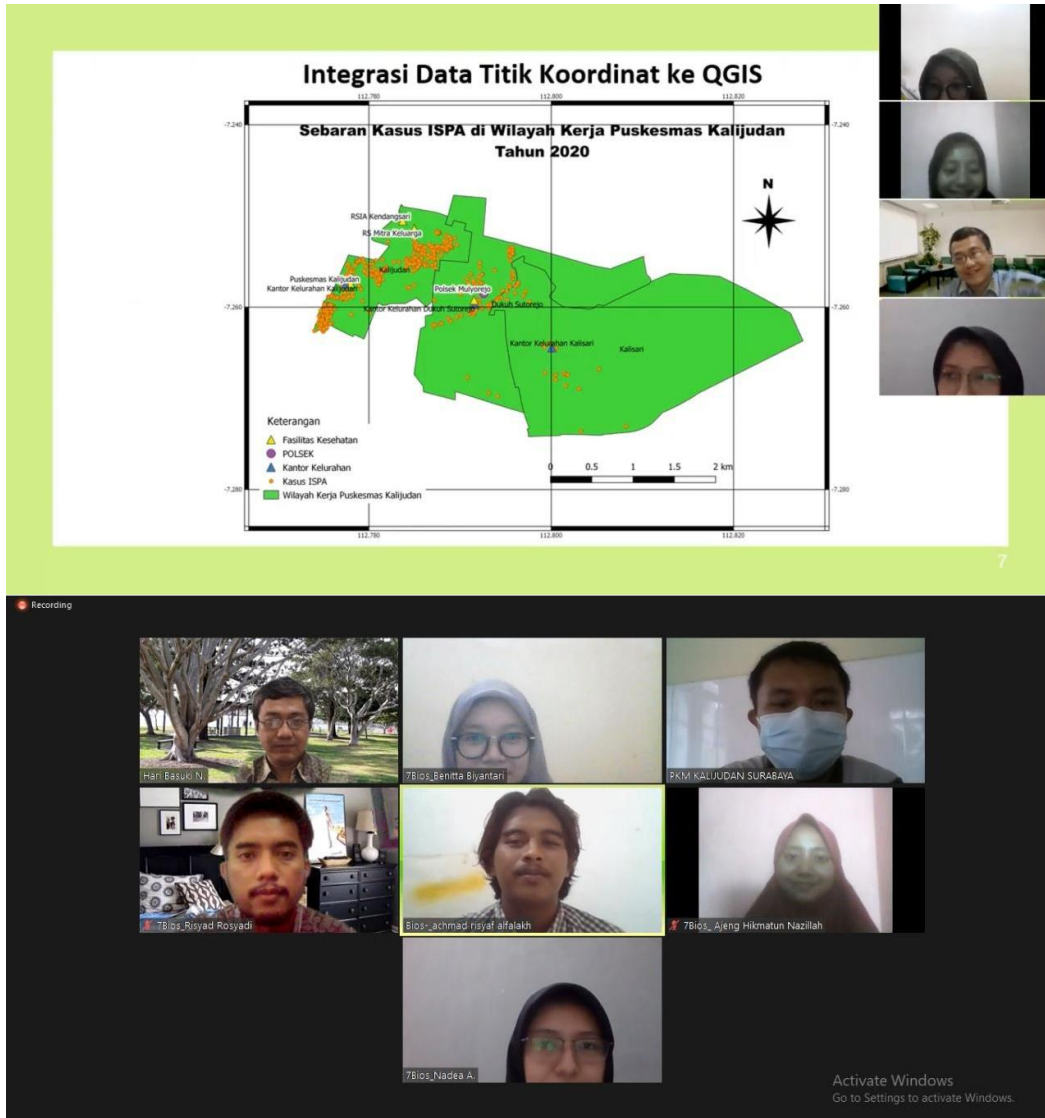 Integrasi Data Titik Koordinat ke QGIS
112.780 112.800 112.820
-7.240 -7.240
Sebaran Kasus ISPA di Wilayah Kerja Puskesmas Kalijudan
Tahun 2020
N
RSIA Kendangsari
RS Mitra Keluarga
Kalijudan
Puskesmas Kalijudan
Kantor Kelurahan Kalijudan
Polsek Mulyorejo
-7.260 -7.260
Kantor Kelurahan Dukuh Sutorejo
Dukuh Sutorejo
Kantor Kelurahan Kalisari
Kalisari
Keterangan
Fasilitas Kesehatan
POLSEK
Kantor Kelurahan
Kasus ISPA
Wilayah Kerja Puskesmas Kalijudan
0 0.5 1 1.5 2 km
-7.280 -7.280
112.780 112.800 112.820
7
Recording
Hari Basuki N.
7Bios_Benitta Biyantari
PKM KALIJUDAN SURABAYA
7Bios_Risyad Rosyadi
Bios-_achmad risyaf alfalakh
7Bios_ Ajeng Hikmatun Nazillah
7Bios_Nadea A.
Activate Windows
Go to Settings to activate Windows.